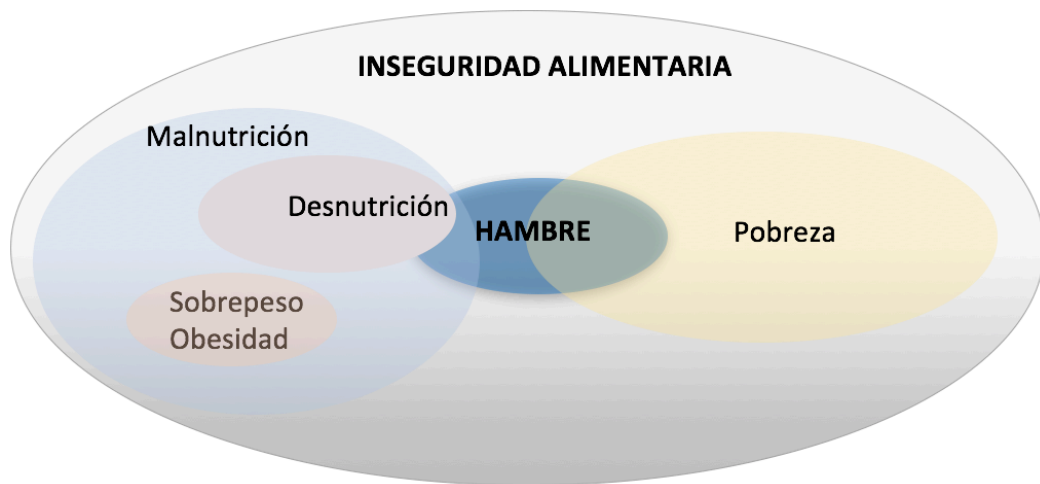 INSEGURIDAD ALIMENTARIA
Malnutrición
Desnutrición
HAMBRE
Pobreza
Sobrepeso
Obesidad